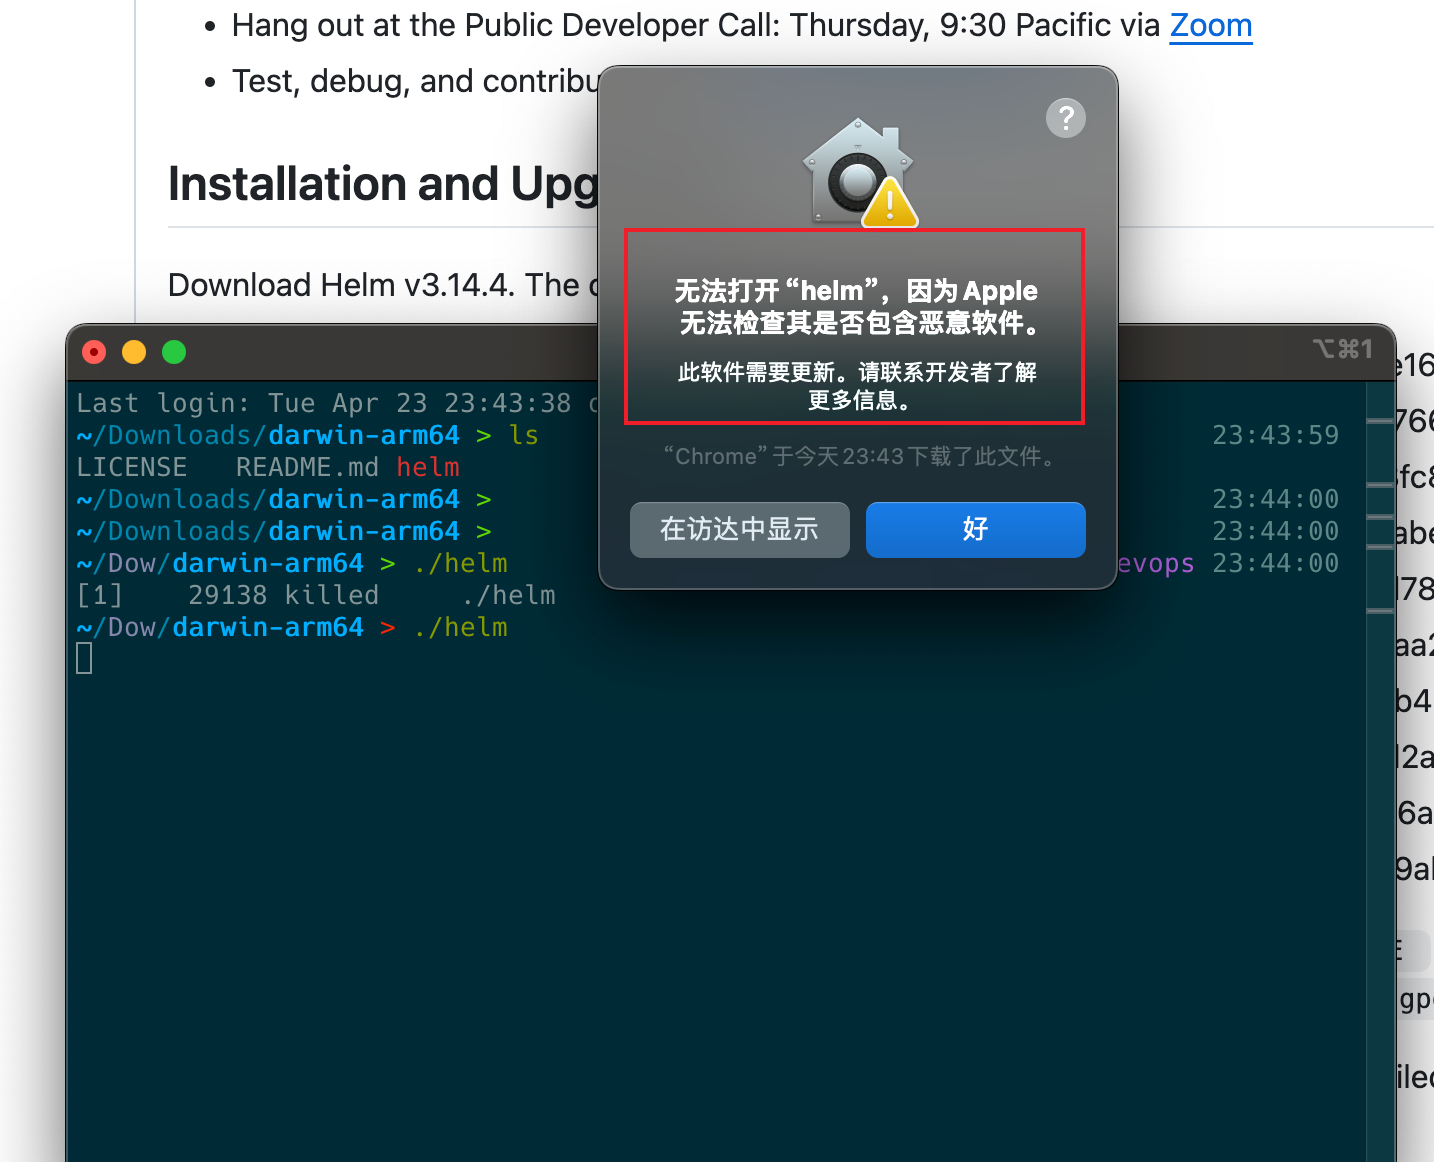 Hang out at the Public Developer Call: Thursday, 9:30 Pacific via Zoom
Test, debug, and contribu
Installation and Upg
Download Helm v3.14.4. The c
?
无法打开“helm”，因为 Apple
无法检查其是否包含恶意软件。
此软件需要更新。请联系开发者了解
更多信息。
“Chrome”于今天 23:43 下载了此文件。
在访达中显示
好
⌥⌘1
Last login: Tue Apr 23 23:43:38
~/Downloads/darwin-arm64 > ls 23:43:59
LICENSE README.md helm
~/Downloads/darwin-arm64 > 23:44:00
~/Downloads/darwin-arm64 > 23:44:00
~/Dow/darwin-arm64 > ./helm evops 23:44:00
[1] 29138 killed ./helm
~/Dow/darwin-arm64 > ./helm
e16
766
fc8
abe
178
aa2
b4
12a
6a
9al
E
gp
iled